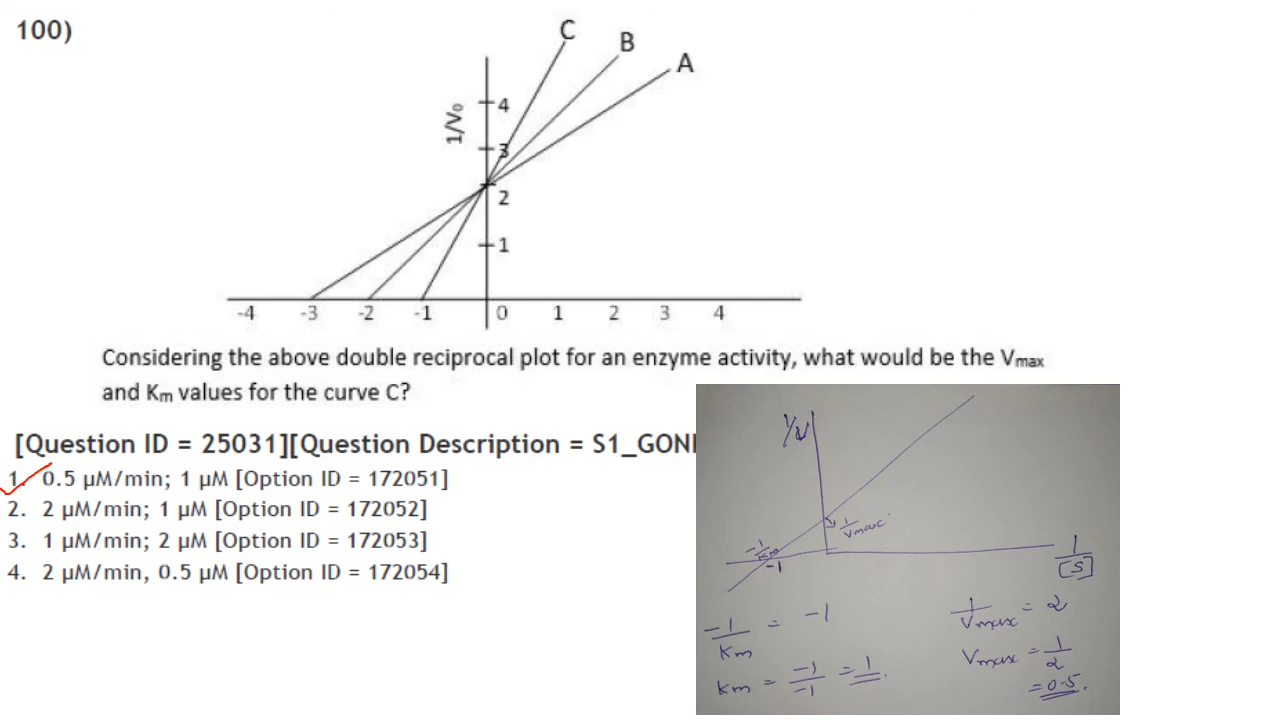 100)
C
B
A
1/V₀
4
3
2
1
-4 -3 -2 -1 0 1 2 3 4
Considering the above double reciprocal plot for an enzyme activity, what would be the Vmax
and Km values for the curve C?
[Question ID = 25031][Question Description = S1_GON
1. 0.5 µM/min; 1 µM [Option ID = 172051]
2. 2 µM/min; 1 µM [Option ID = 172052]
3. 1 µM/min; 2 µM [Option ID = 172053]
4. 2 µM/min, 0.5 µM [Option ID = 172054]
1/V
1/Vmax
-1/Km
-1
1/[S]
-1/Km = -1
Km = -1/-1 = 1.
1/Vmax = 2
Vmax = 1/2
= 0.5.